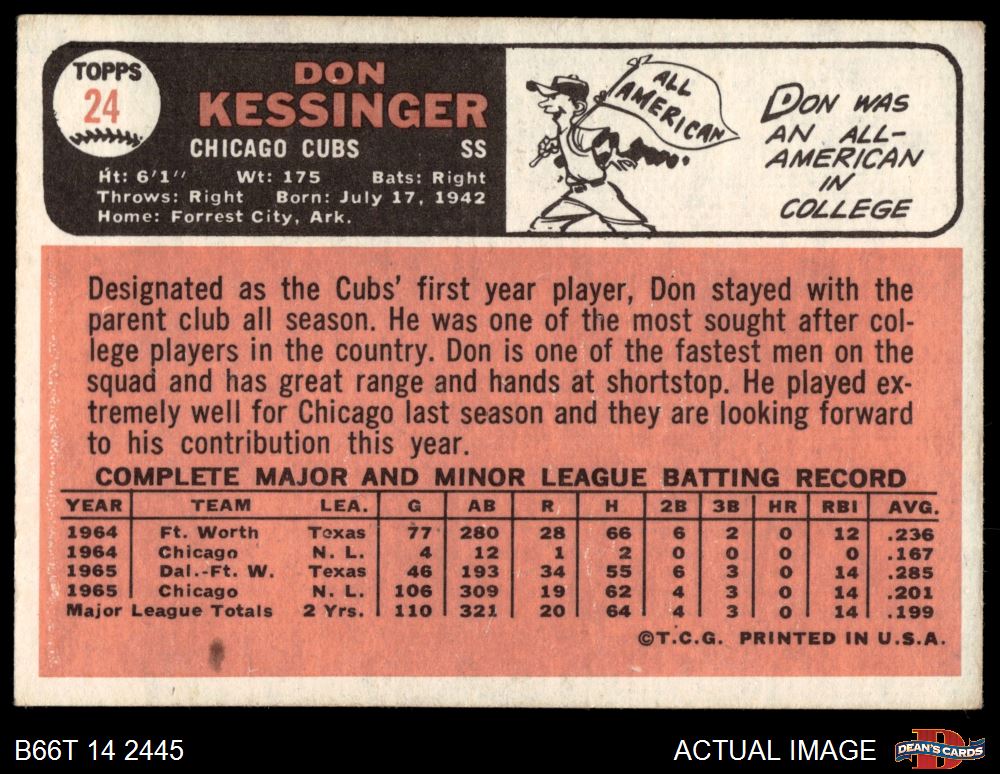 TOPPS
24
DON
KESSINGER
CHICAGO CUBS SS
Ht: 6'1" Wt: 175 Bats: Right
Throws: Right Born: July 17, 1942
Home: Forrest City, Ark.
ALL
AMERICAN
DON WAS
AN ALL-
AMERICAN
IN
COLLEGE
Designated as the Cubs' first year player, Don stayed with the
parent club all season. He was one of the most sought after col-
lege players in the country. Don is one of the fastest men on the
squad and has great range and hands at shortstop. He played ex-
tremely well for Chicago last season and they are looking forward
to his contribution this year.
COMPLETE MAJOR AND MINOR LEAGUE BATTING RECORD
YEAR TEAM LEA. G AB R H 2B 3B HR RBI AVG.
1964 Ft. Worth Texas 77 280 28 66 6 2 0 12 .236
1964 Chicago N. L. 4 12 1 2 0 0 0 0 .167
1965 Dal.-Ft. W. Texas 46 193 34 55 6 3 0 14 .285
1965 Chicago N. L. 106 309 19 62 4 3 0 14 .201
Major League Totals 2 Yrs. 110 321 20 64 4 3 0 14 .199
©T.C.G. PRINTED IN U.S.A.
B66T 14 2445
ACTUAL IMAGE
DEAN'S CARDS